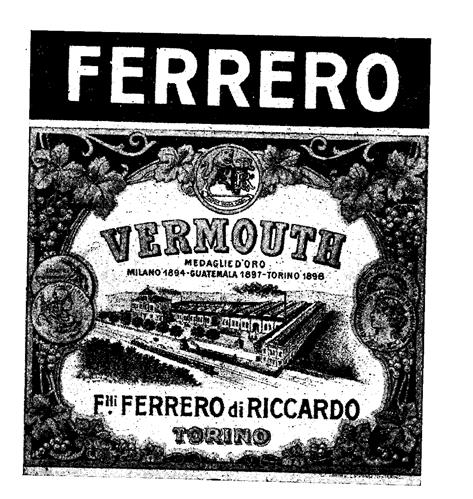 FERRERO
VERMOUTH
MEDAGLIE D'ORO
MILANO 1894-GUATEMALA 1897-TORINO 1898
F.lli FERRERO di RICCARDO
TORINO